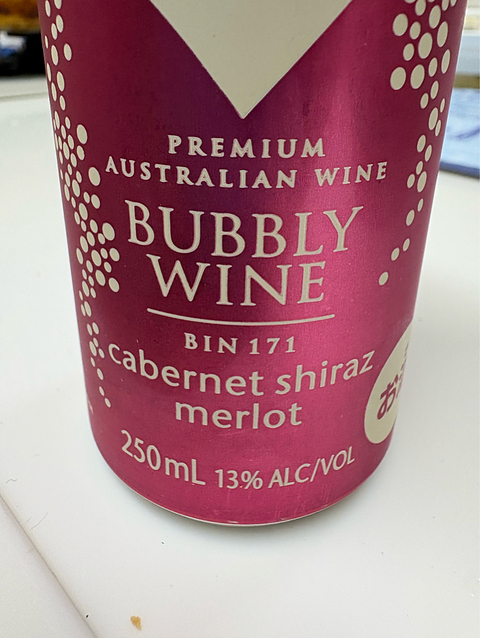 PREMIUM
AUSTRALIAN WINE
BUBBLY
WINE
BIN 171
cabernet shiraz
merlot
250mL 13% ALC/VOL